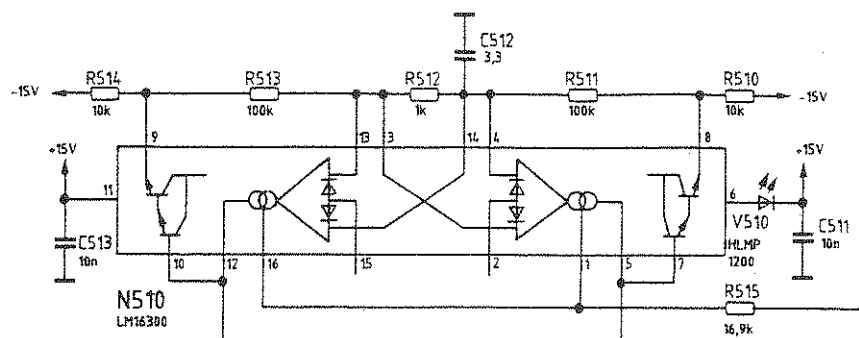 C512
3,3
R514
R513
R512
R511
R510
-15V
-15V
10k
100k
1k
100k
10k
9
13
3
14
4
8
+15V
+15V
11
6
V510
HLMP
1200
C513
10n
C511
10n
10
12
16
15
2
1
5
7
N510
LM16300
R515
16,9k